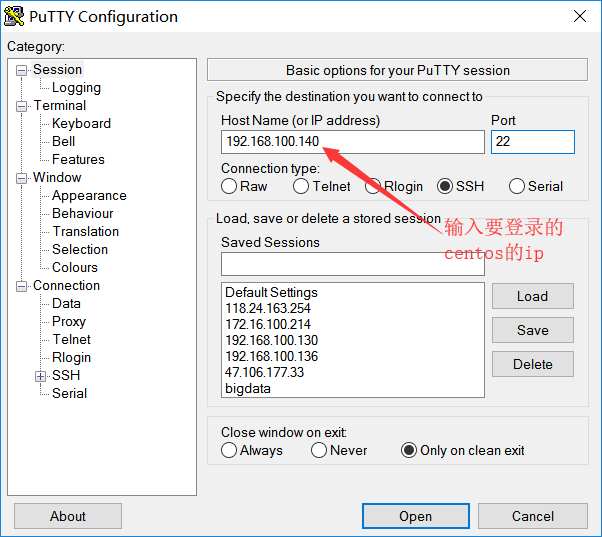 PuTTY Configuration
Category:
Session
Logging
Terminal
Keyboard
Bell
Features
Window
Appearance
Behaviour
Translation
Selection
Colours
Connection
Data
Proxy
Telnet
Rlogin
SSH
Serial
Basic options for your PuTTY session
Specify the destination you want to connect to
Host Name (or IP address)
Port
192.168.100.140
22
Connection type:
Raw
Telnet
Rlogin
SSH
Serial
Load, save or delete a stored session
输入要登录的
centos的ip
Saved Sessions
Default Settings
118.24.163.254
172.16.100.214
192.168.100.130
192.168.100.136
47.106.177.33
bigdata
Load
Save
Delete
Close window on exit:
Always
Never
Only on clean exit
About
Open
Cancel